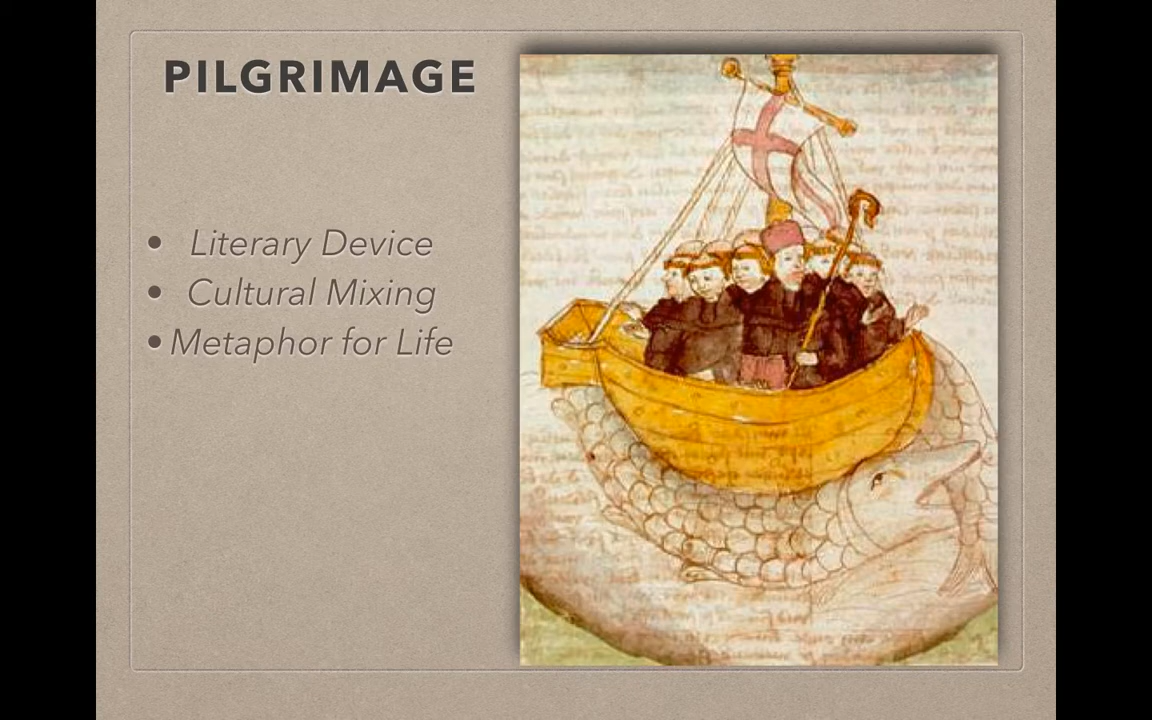 PILGRIMAGE
• Literary Device
• Cultural Mixing
• Metaphor for Life